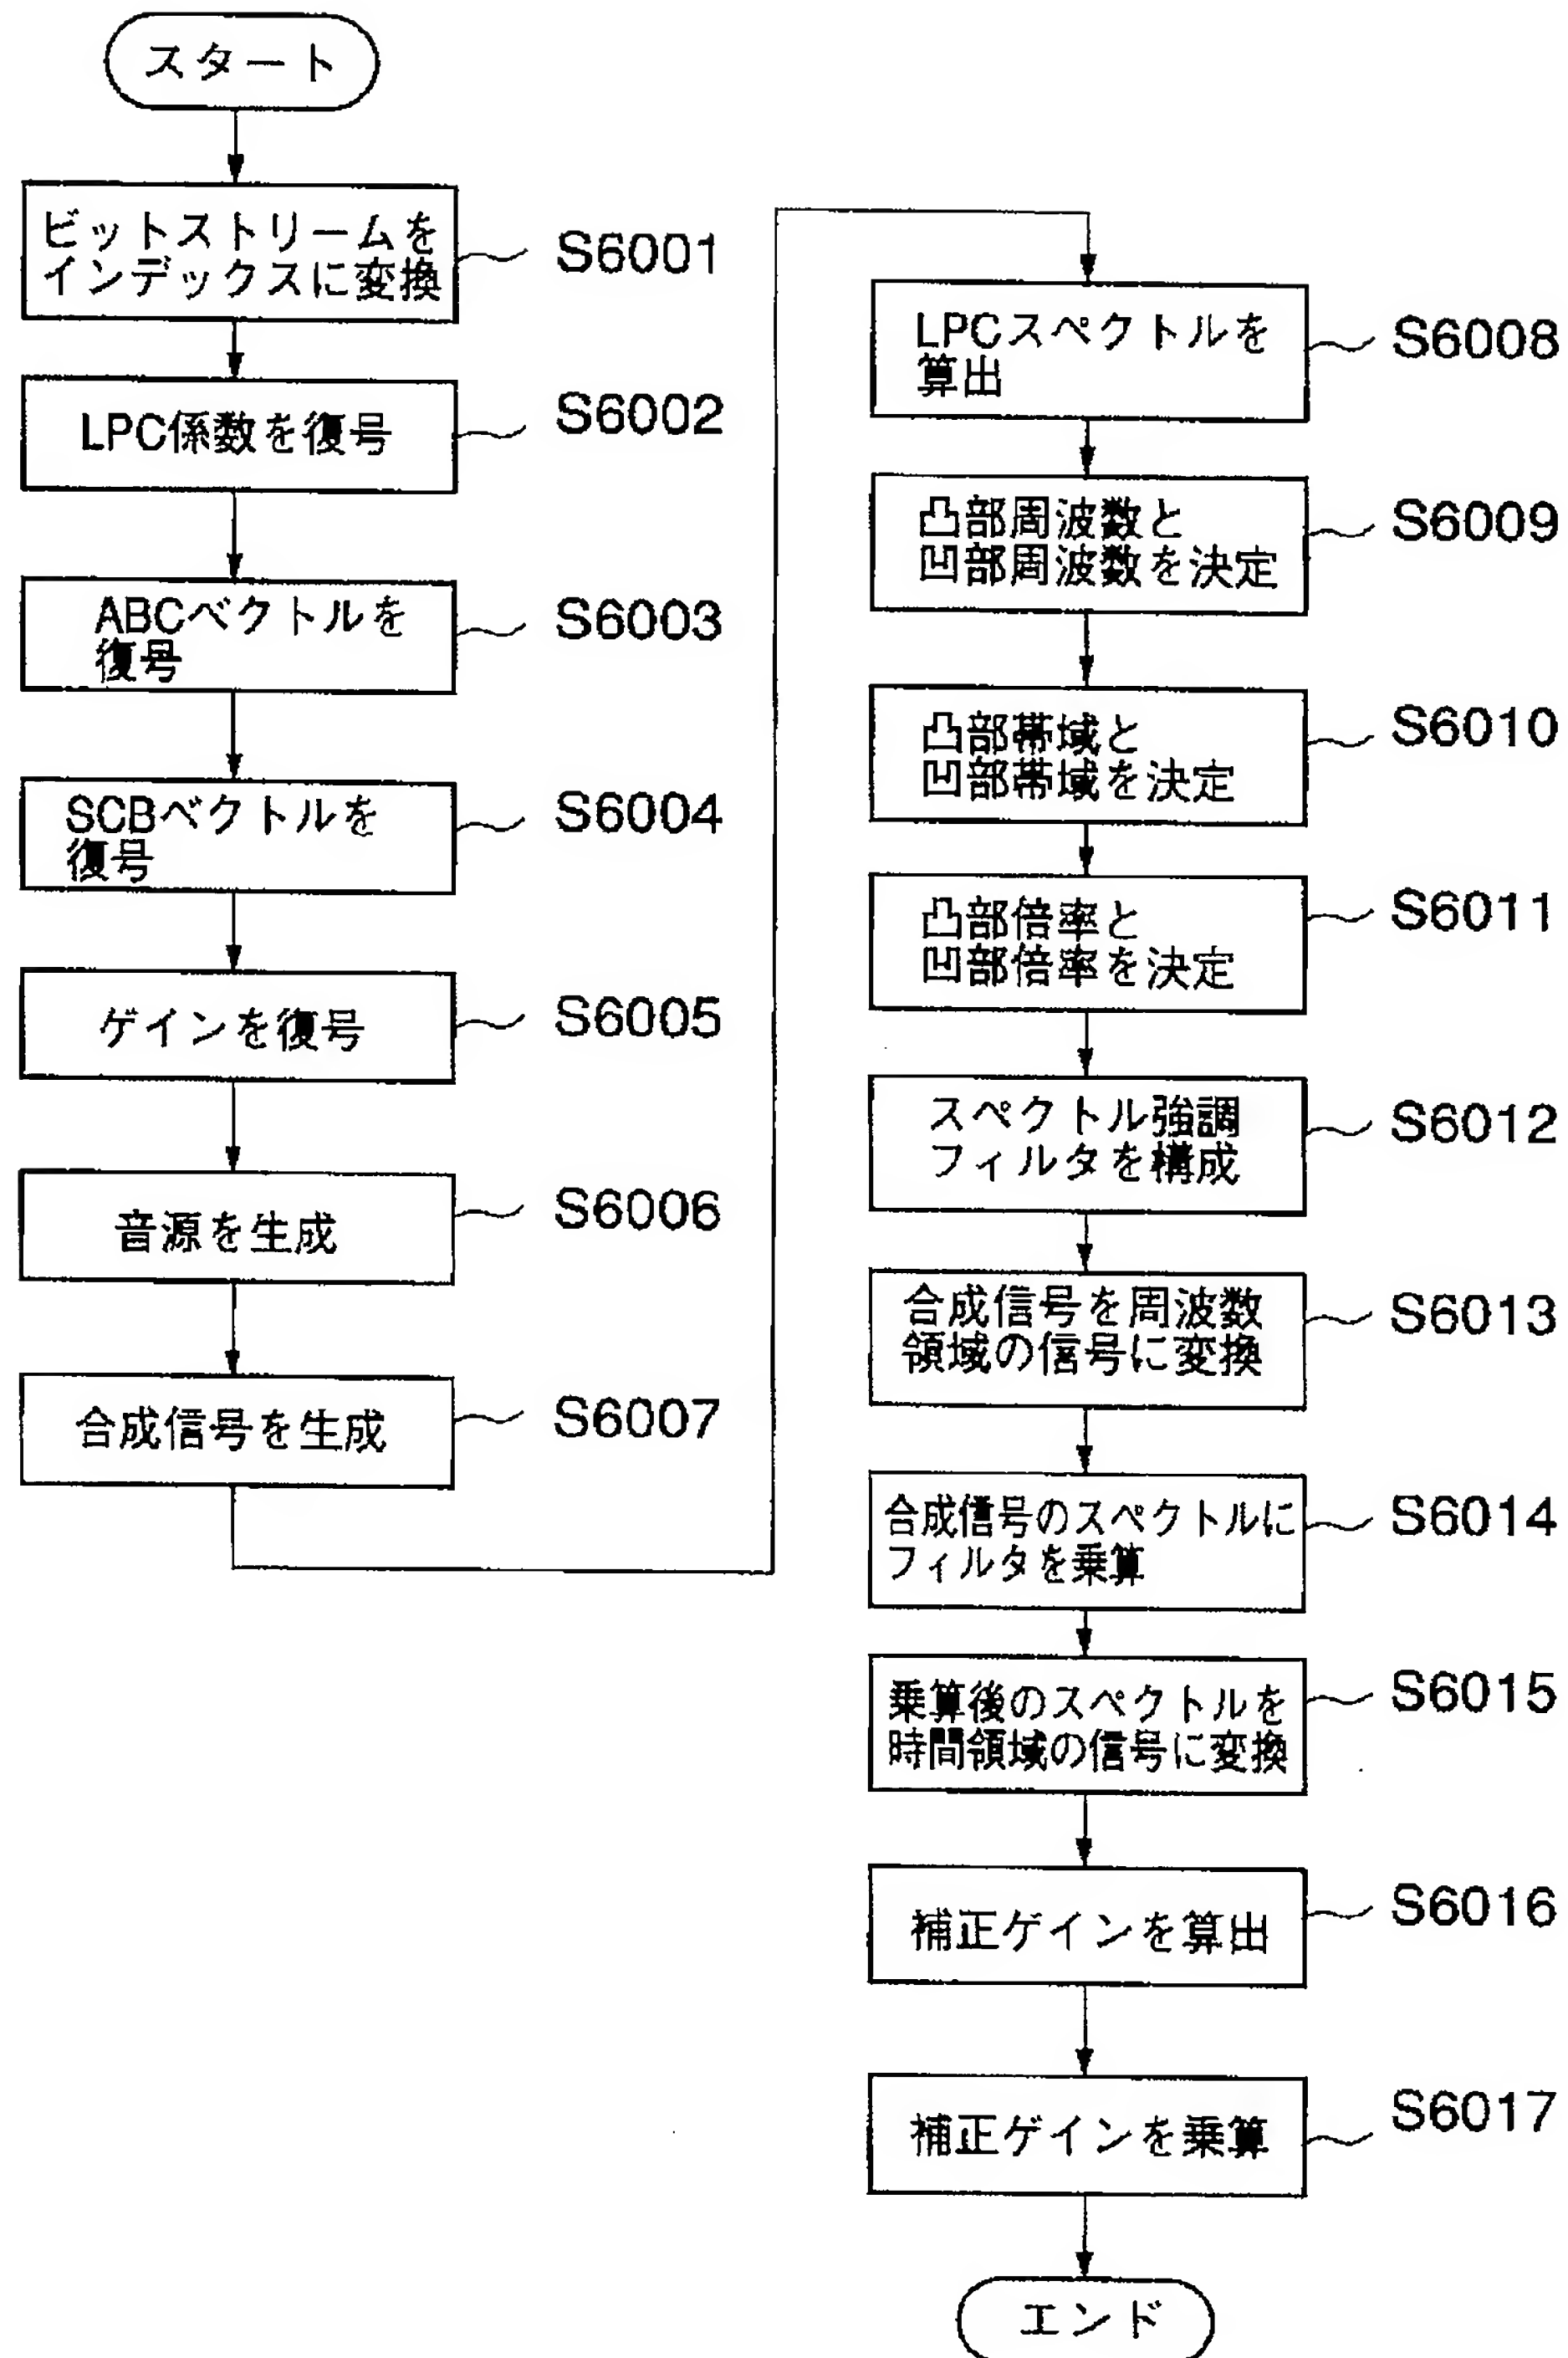 スタート
ビットストリームを
インデックスに変換
S6001
LPC係数を復号
S6002
ABCベクトルを
復号
S6003
SCBベクトルを
復号
S6004
ゲインを復号
S6005
音源を生成
S6006
合成信号を生成
S6007
LPCスペクトルを
算出
S6008
凸部周波数と
凹部周波数を決定
S6009
凸部帯域と
凹部帯域を決定
S6010
凸部倍率と
凹部倍率を決定
S6011
スペクトル強調
フィルタを構成
S6012
合成信号を周波数
領域の信号に変換
S6013
合成信号のスペクトルに
フィルタを乗算
S6014
乗算後のスペクトルを
時間領域の信号に変換
S6015
補正ゲインを算出
S6016
補正ゲインを乗算
S6017
エンド